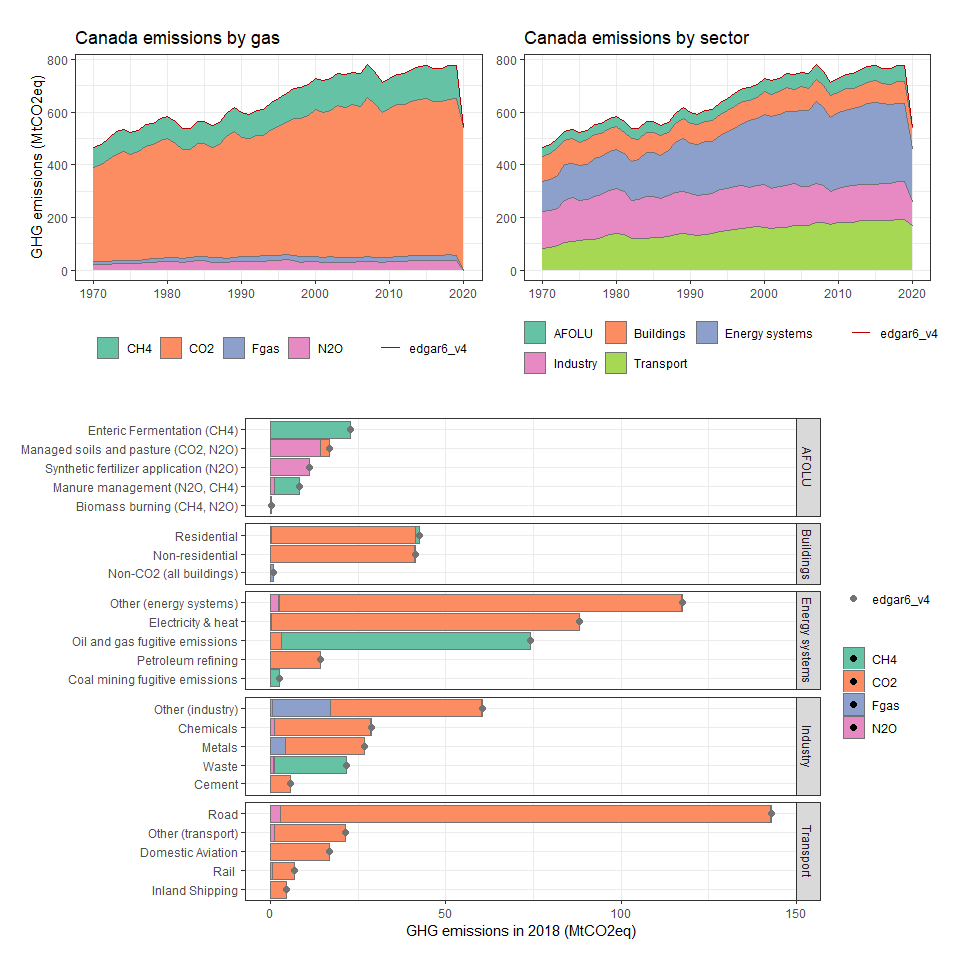 Canada emissions by gas
GHG emissions (MtCO2eq)
800
600
400
200
0
1970
1980
1990
2000
2010
2020
CH4
CO2
Fgas
N2O
edgar6_v4
Canada emissions by sector
800
600
400
200
0
1970
1980
1990
2000
2010
2020
AFOLU
Buildings
Energy systems
edgar6_v4
Industry
Transport
Enteric Fermentation (CH4)
Managed soils and pasture (CO2, N2O)
Synthetic fertilizer application (N2O)
Manure management (N2O, CH4)
Biomass burning (CH4, N2O)
AFOLU
Residential
Non-residential
Non-CO2 (all buildings)
Buildings
Other (energy systems)
Electricity & heat
Oil and gas fugitive emissions
Petroleum refining
Coal mining fugitive emissions
Energy systems
Other (industry)
Chemicals
Metals
Waste
Cement
Industry
Road
Other (transport)
Domestic Aviation
Rail
Inland Shipping
Transport
0
50
100
150
GHG emissions in 2018 (MtCO2eq)
edgar6_v4
CH4
CO2
Fgas
N2O